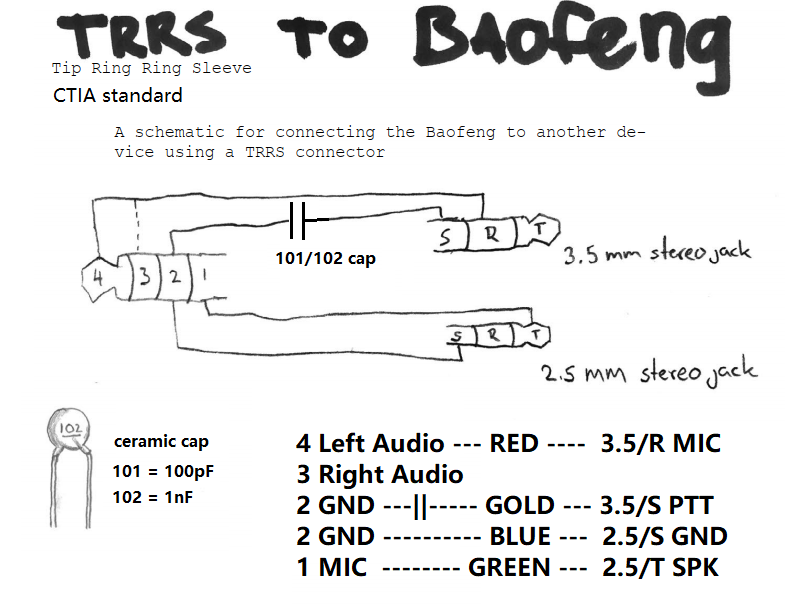 TRRS TO BAOFENG
Tip Ring Ring Sleeve
CTIA standard
A schematic for connecting the Baofeng to another de-
vice using a TRRS connector
101/102 cap
S R T
3.5 mm stereo jack
4 3 2 1
S R T
2.5 mm stereo jack
102
ceramic cap
101 = 100pF
102 = 1nF
4 Left Audio --- RED ---- 3.5/R MIC
3 Right Audio
2 GND ---||----- GOLD --- 3.5/S PTT
2 GND ---------- BLUE --- 2.5/S GND
1 MIC -------- GREEN --- 2.5/T SPK